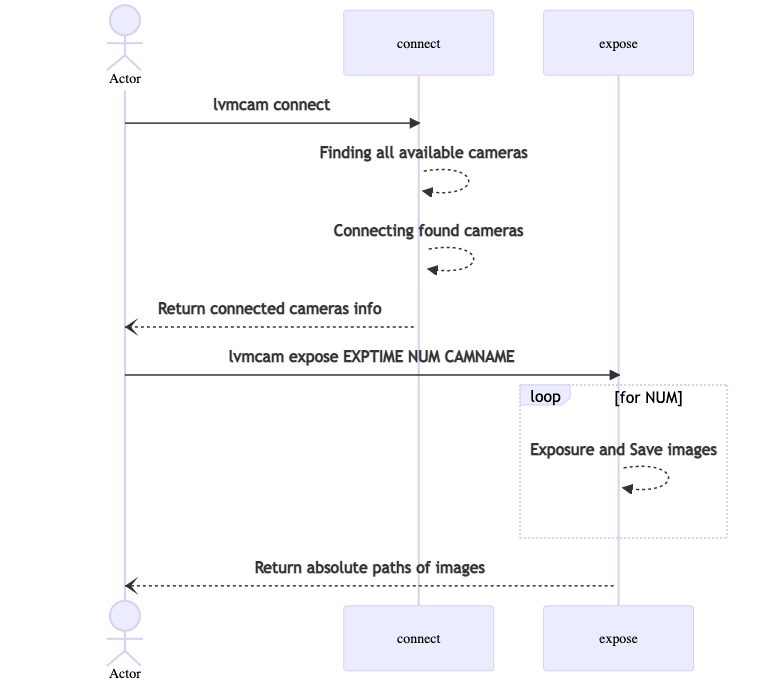 Actor
connect
expose
lvmcam connect
Finding all available cameras
Connecting found cameras
Return connected cameras info
lvmcam expose EXPTIME NUM CAMNAME
loop
[for NUM]
Exposure and Save images
Return absolute paths of images
Actor
connect
expose